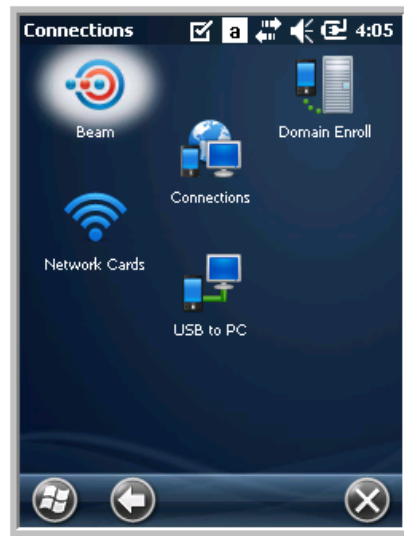 Connections a 4:05
Beam
Domain Enroll
Connections
Network Cards
USB to PC